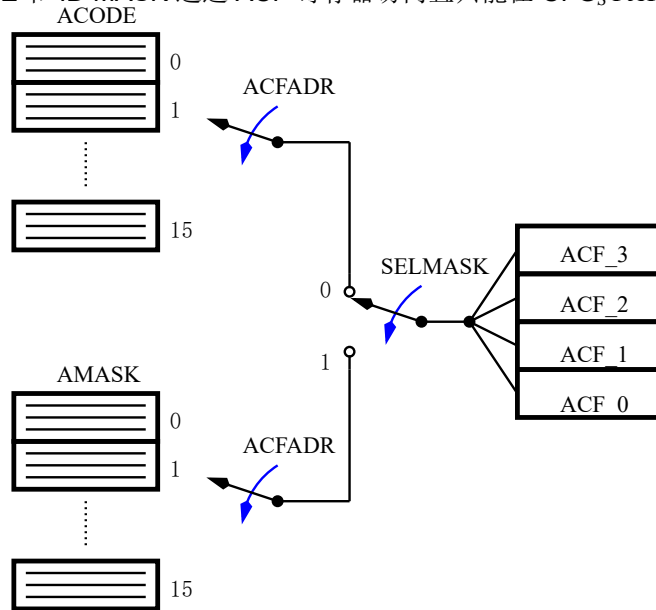 ACODE
0
ACFADR
1
15
ACF_3
SELMASK
0
ACF_2
1
ACF_1
AMASK
ACF_0
0
ACFADR
1
15